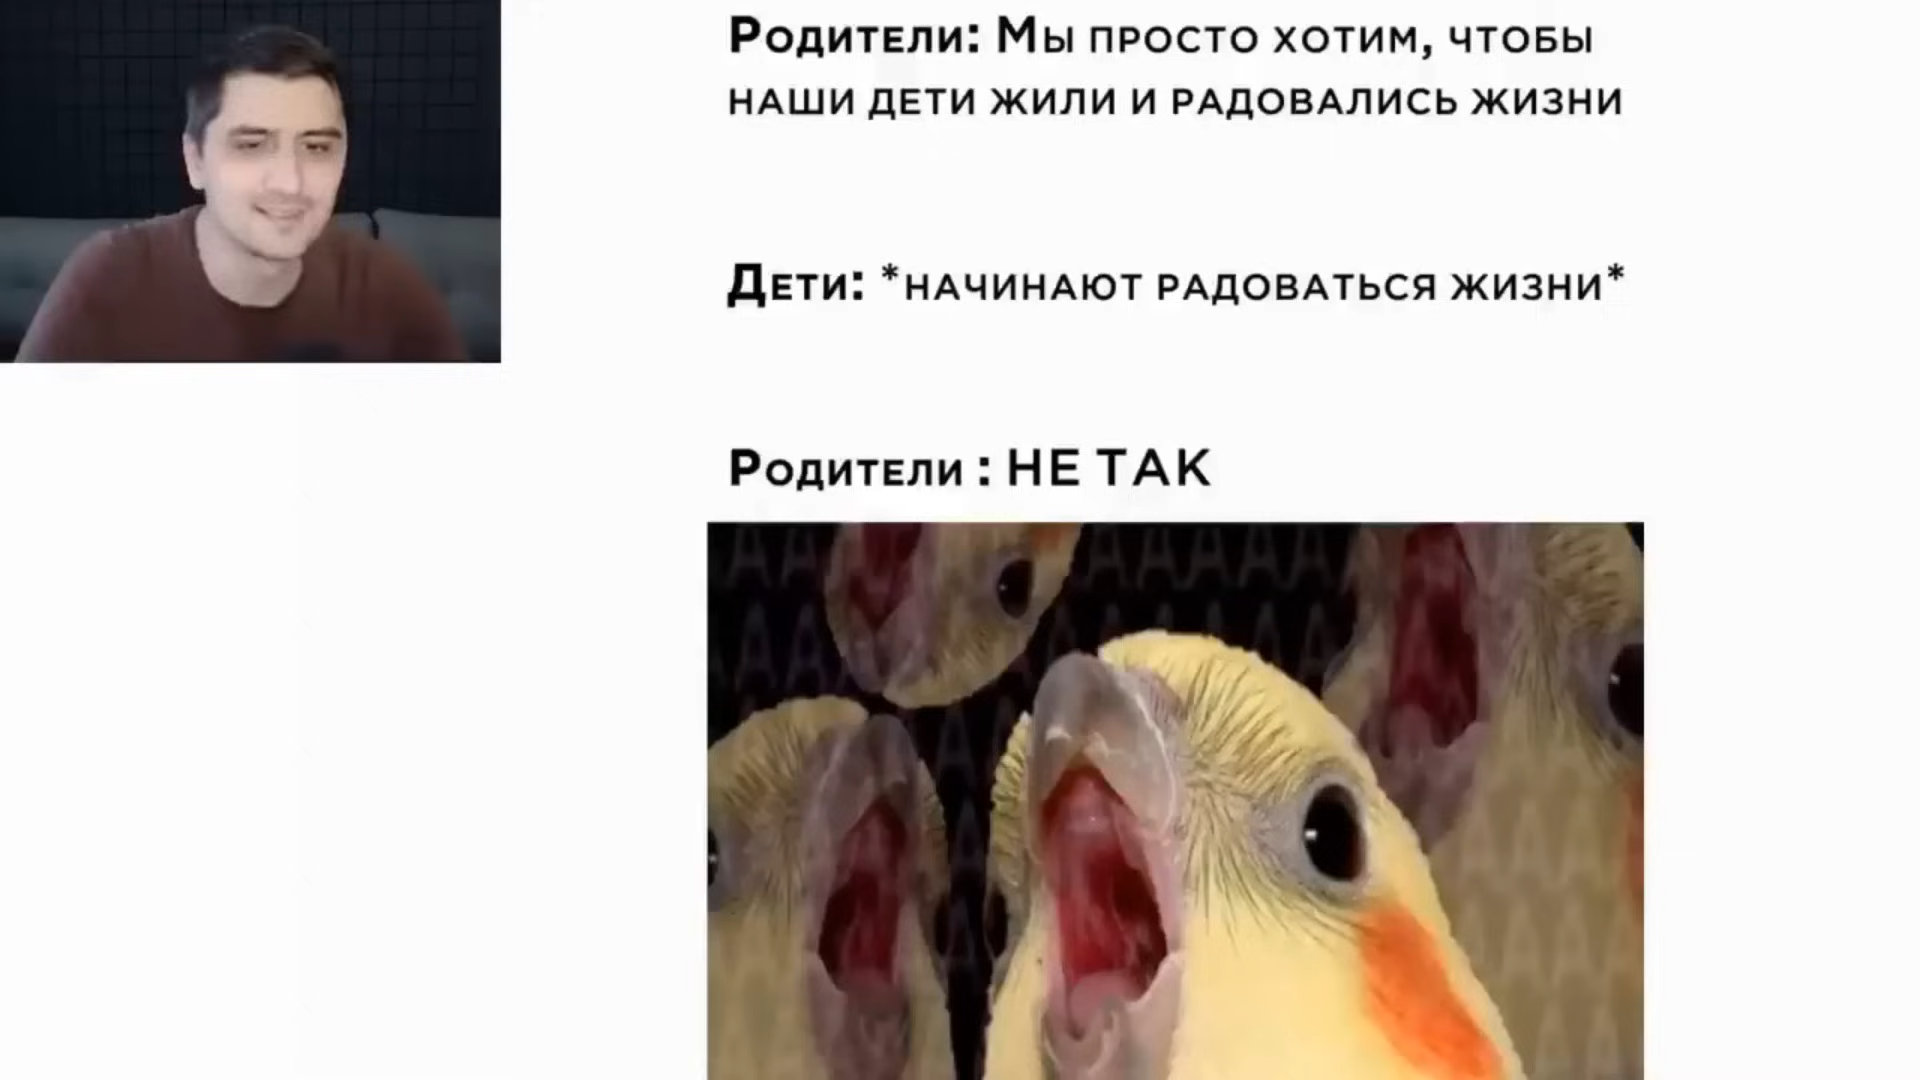 Родители: Мы просто хотим, чтобы
наши дети жили и радовались жизни
Дети: *начинают радоваться жизни*
Родители : НЕ ТАК